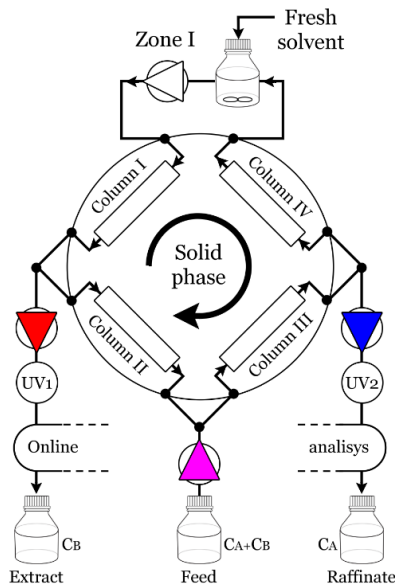 Fresh
solvent
Zone I
Column I
Column IV
Solid
phase
Column II
Column III
UV1
UV2
Online
analisys
CB
CA+CB
CA
Extract
Feed
Raffinate